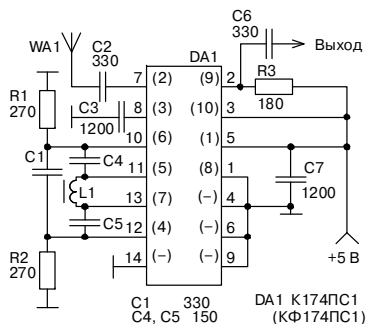 C6
330
Выход
WA1
C2
330
DA1
7 (2) (9) 2
R3
180
R1
270
C3
1200
8 (3) (10) 3
10 (6) (1) 5
C1
C4
11 (5) (8) 1
C7
1200
L1
13 (7) (–) 4
C5
12 (4) (–) 6
R2
270
14 (–) (–) 9
+5 В
C1 330
C4, C5 150
DA1 К174ПС1
(КФ174ПС1)